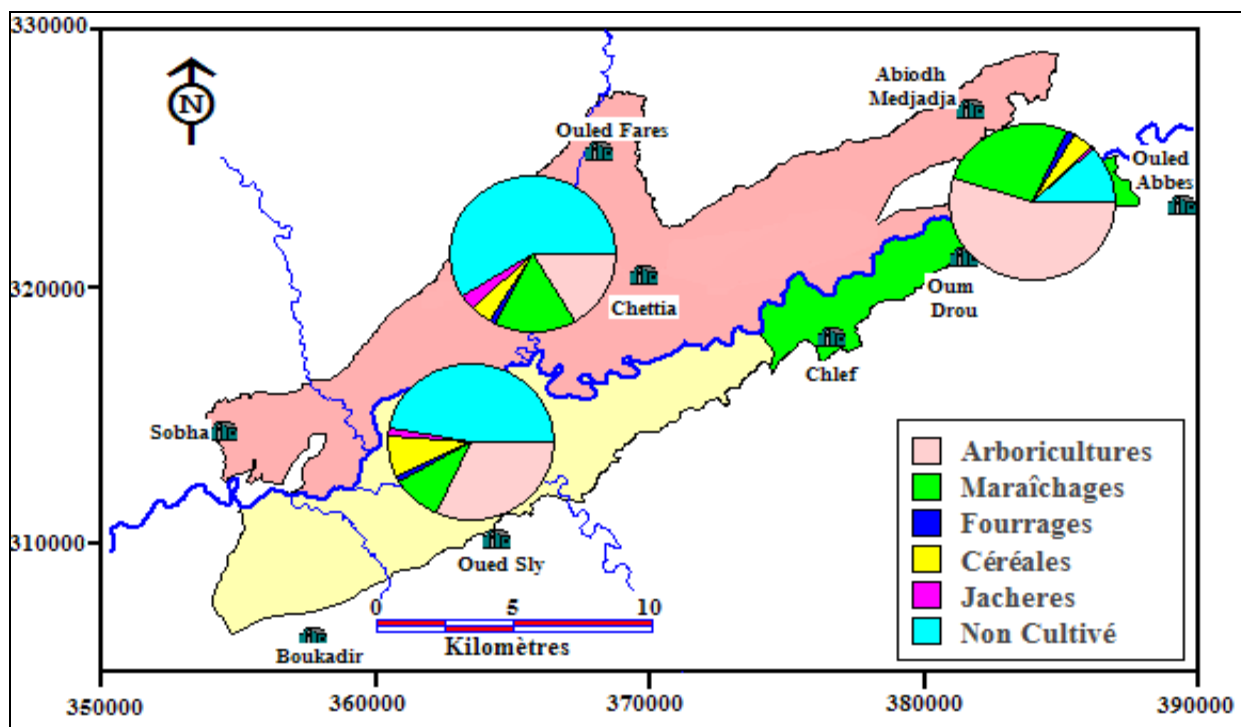 330000
320000
310000
350000
360000
370000
380000
390000
N
Abiodh
Medjadja
Ouled Fares
Ouled
Abbes
Chettia
Oum
Drou
Chlef
Sobha
Oued Sly
Boukadir
0 5 10
Kilomètres
Arboricultures
Maraîchages
Fourrages
Céréales
Jacheres
Non Cultivé